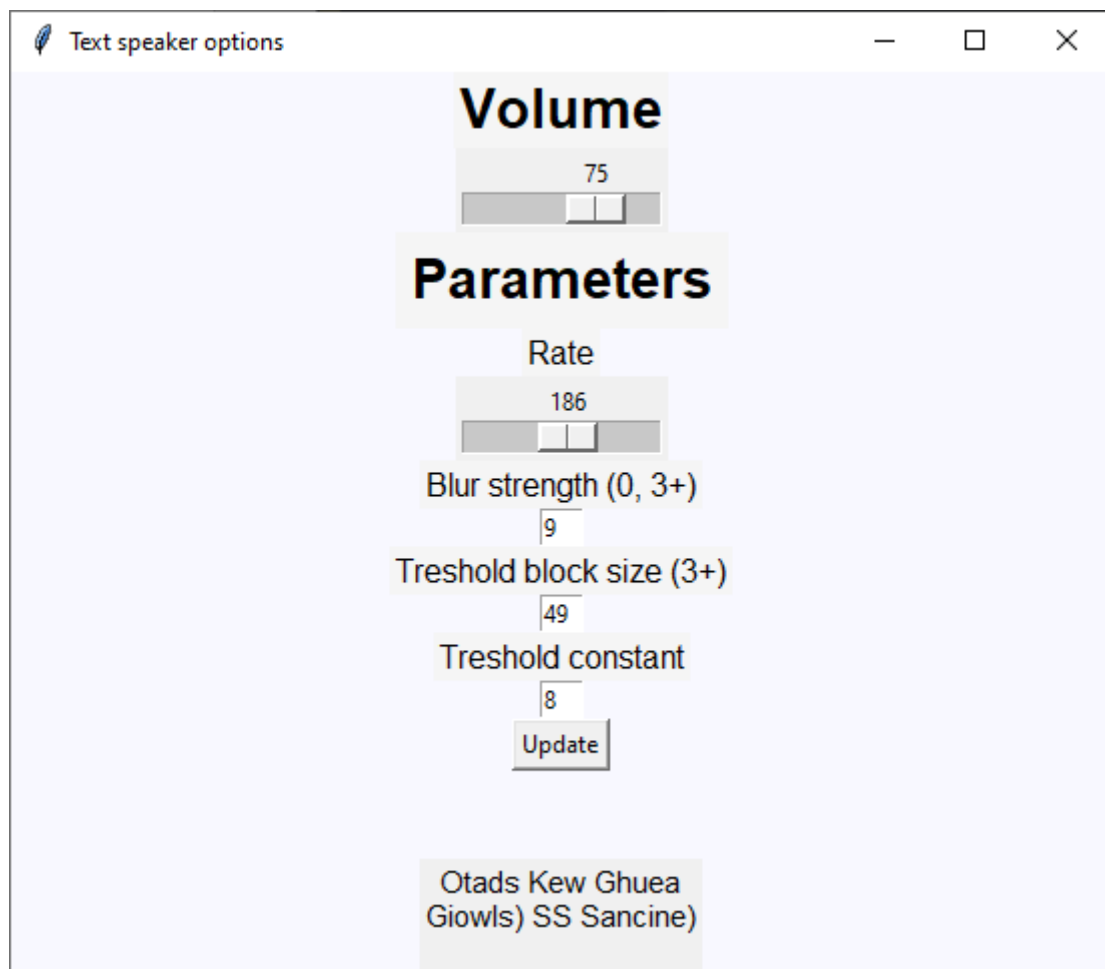 Text speaker options
Volume
75
Parameters
Rate
186
Blur strength (0, 3+)
9
Treshold block size (3+)
49
Treshold constant
8
Update
Otads Kew Ghuea
Giowls) SS Sancine)